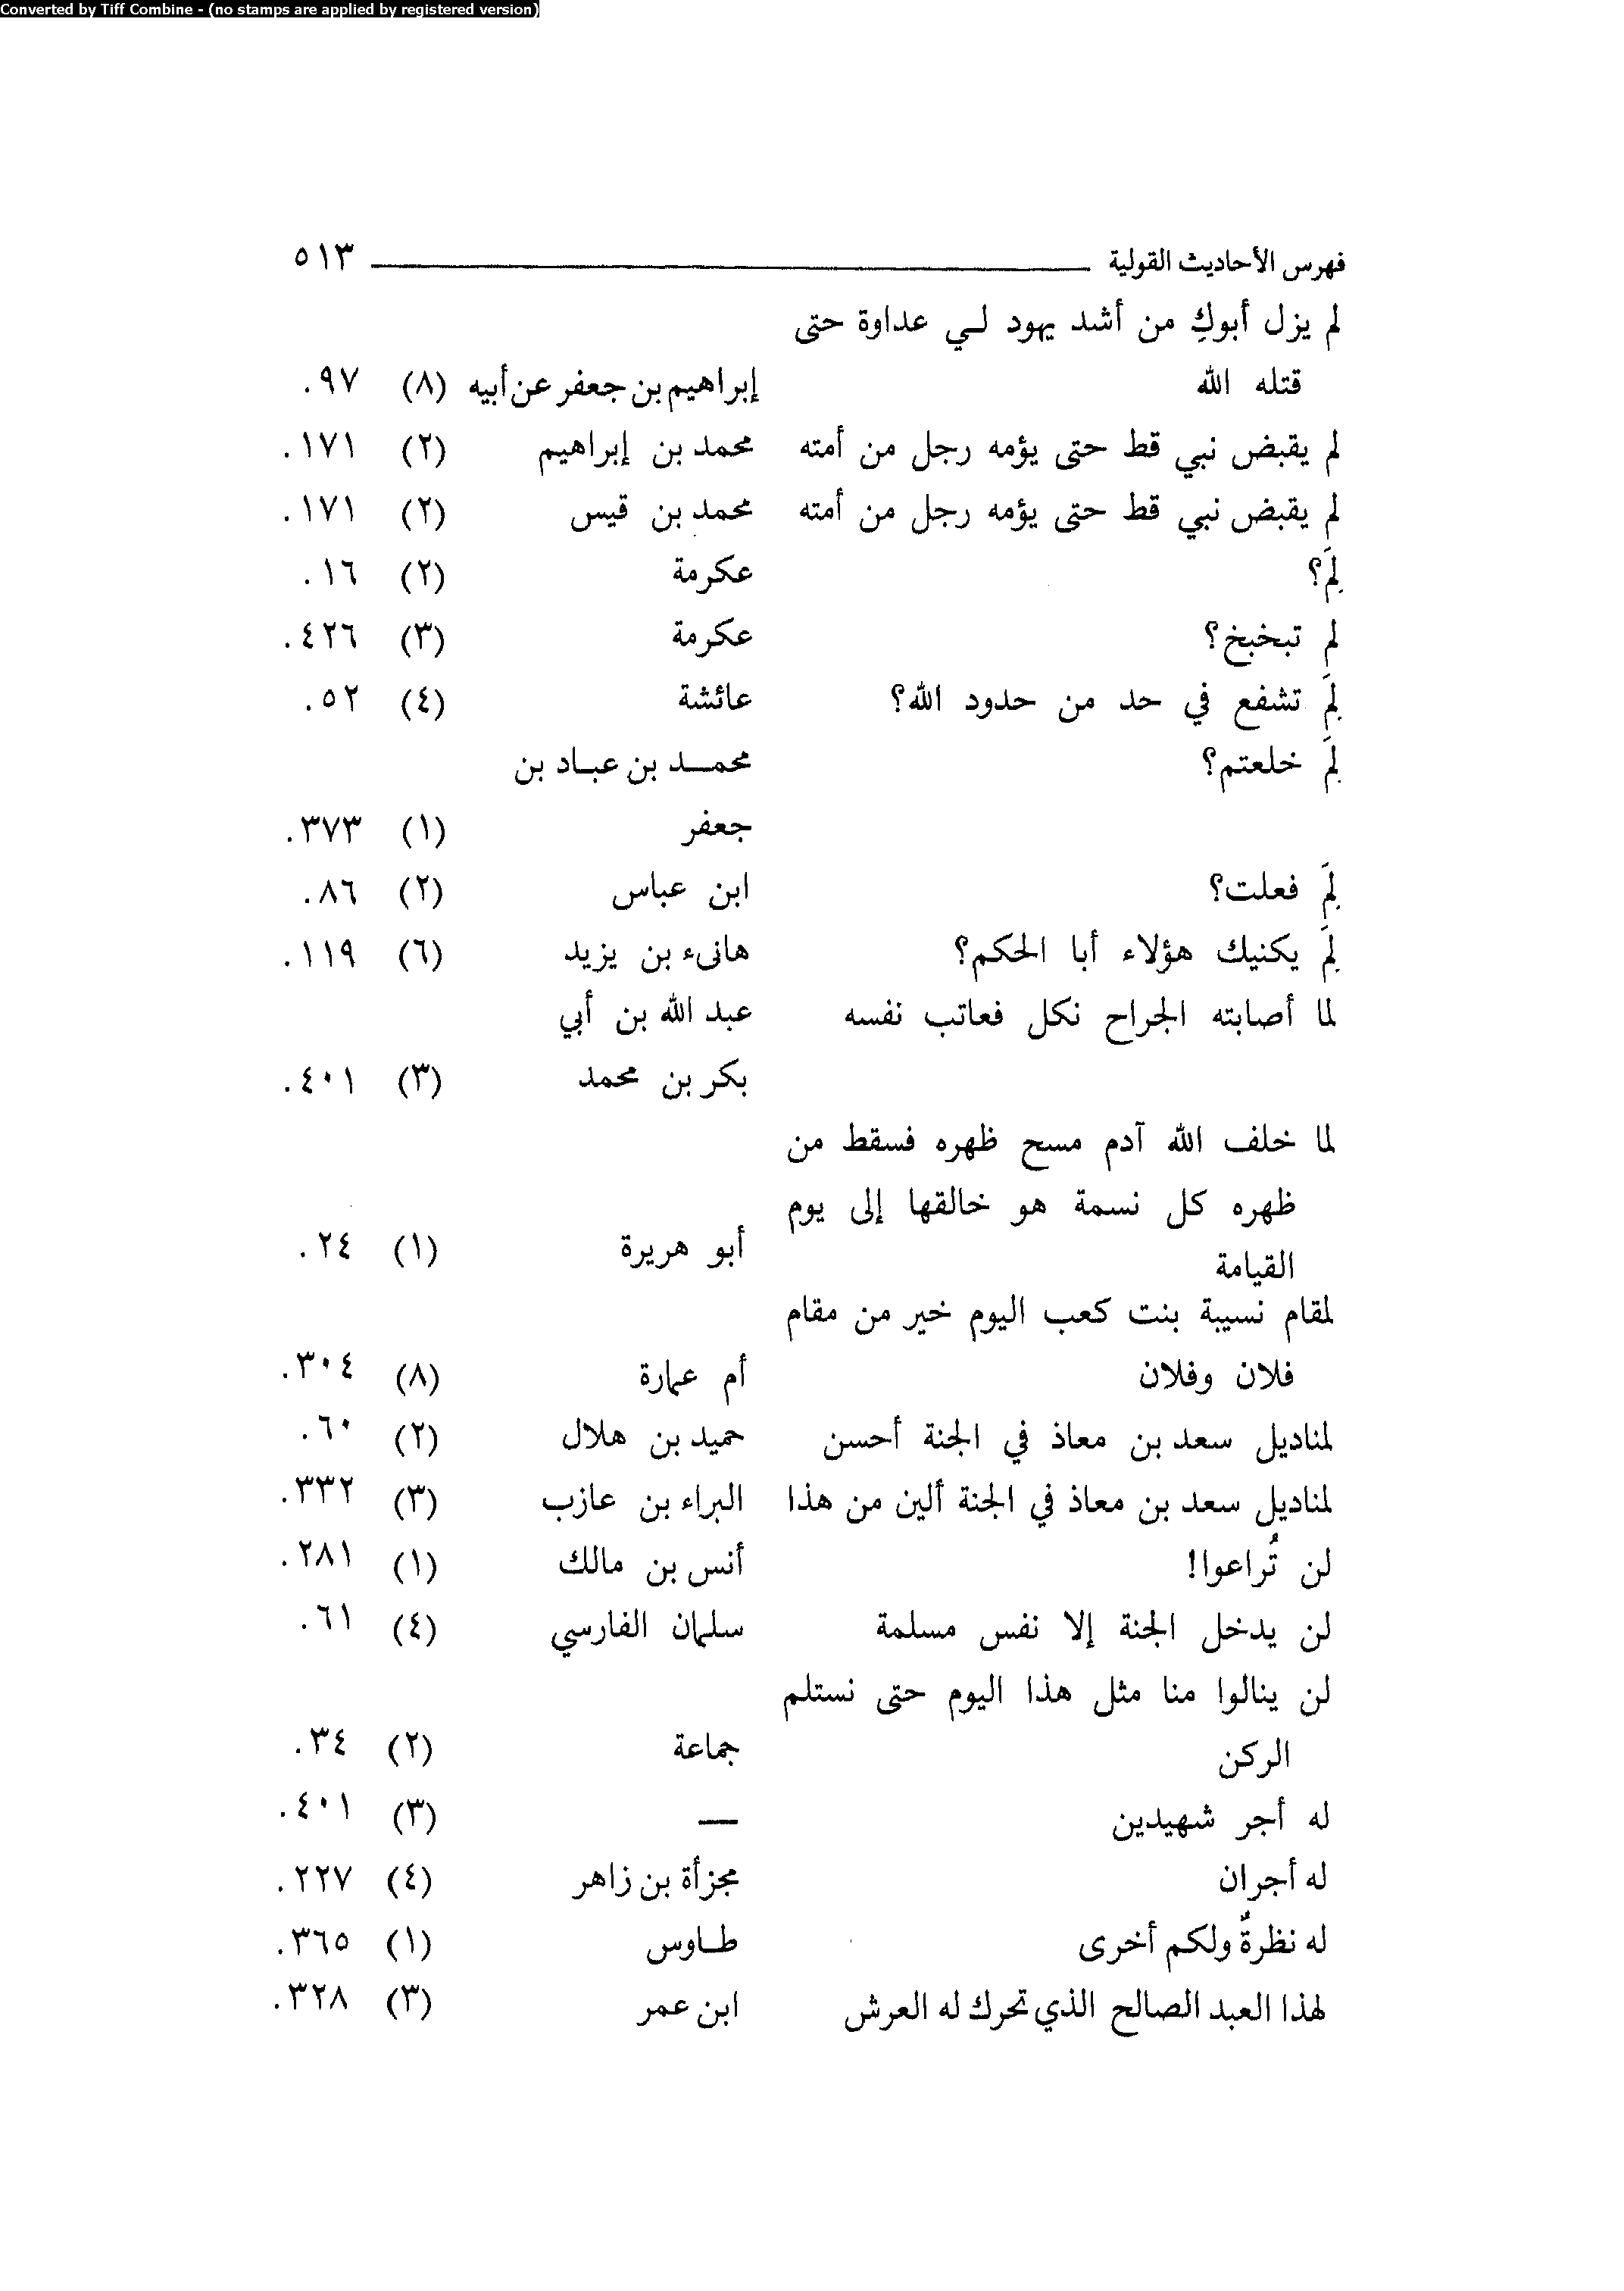 Converted by Tiff Combine - (no stamps are applied by registered version)
فهرس الأحاديث القولية ٥١٣
لم يزل أبوكِ من أشد يهود لـي عداوة حتى
قتله الله إبراهيم بن جعفر عن أبيه (٨) ٩٧.
لم يقبض نبي قط حتى يؤمه رجل من أمته محمد بن إبراهيم (٢) ١٧١.
لم يقبض نبي قط حتى يؤمه رجل من أمته محمد بن قيس (٢) ١٧١.
لِمَ؟ عكرمة (٢) ١٦.
لم تبخبخ؟ عكرمة (٣) ٤٢٦.
لِمَ تشفع في حد من حدود الله؟ عائشة (٤) ٥٢.
لِمَ خلعتم؟ محمـــد بن عبـاد بن
جعفر (١) ٣٧٣.
لِمَ فعلت؟ ابن عباس (٢) ٨٦.
لِمَ يكنيك هؤلاء أبا الحكم؟ هانىء بن يزيد (٦) ١١٩.
لما أصابته الجراح نكل فعاتب نفسه عبد الله بن أبي
بكر بن محمد (٣) ٤٠١.
لما خلف الله آدم مسح ظهره فسقط من
ظهره كل نسمة هو خالقها إلى يوم
القيامة أبو هريرة (١) ٢٤.
لمقام نسيبة بنت كعب اليوم خير من مقام
فلان وفلان أم عمارة (٨) ٣٠٤.
لمناديل سعد بن معاذ في الجنة أحسن حميد بن هلال (٢) ٦٠.
لمناديل سعد بن معاذ في الجنة ألين من هذا البراء بن عازب (٣) ٣٣٢.
لن تُراعوا! أنس بن مالك (١) ٢٨١.
لن يدخل الجنة إلا نفس مسلمة سلمان الفارسي (٤) ٦١.
لن ينالوا منا مثل هذا اليوم حتى نستلم
الركن جماعة (٢) ٣٤.
له أجر شهيدين — (٣) ٤٠١.
له أجران مجزأة بن زاهر (٤) ٢٢٧.
له نظرةٌ ولكم أخرى طـاوس (١) ٣٦٥.
لهذا العبد الصالح الذي تحرك له العرش ابن عمر (٣) ٣٢٨.